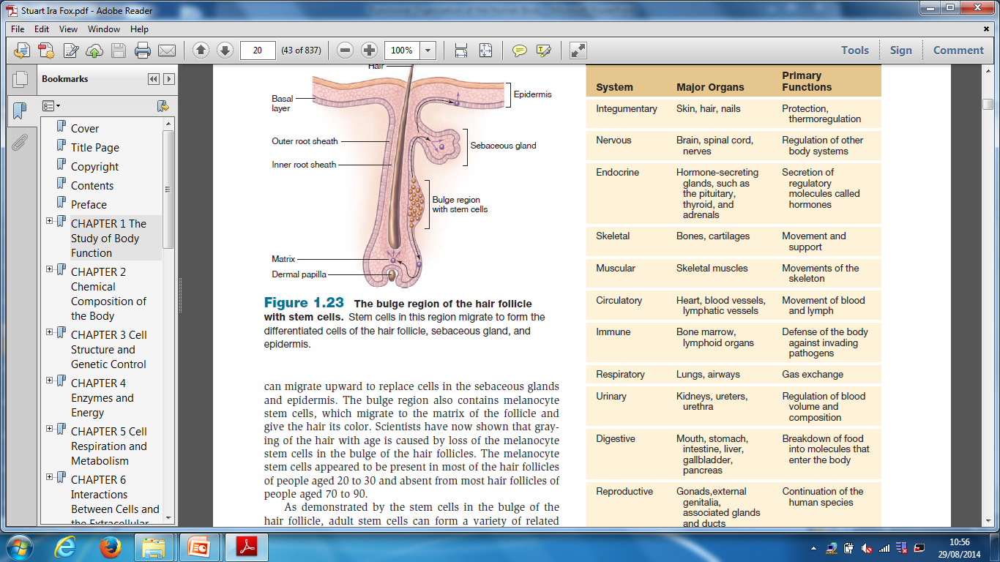 Stuart Ira Fox.pdf - Adobe Reader
File Edit View Window Help
20 (43 of 837) 100% Tools Sign Comment
Bookmarks
Cover
Title Page
Copyright
Contents
Preface
CHAPTER 1 The
Study of Body
Function
CHAPTER 2
Chemical
Composition of
the Body
CHAPTER 3 Cell
Structure and
Genetic Control
CHAPTER 4
Enzymes and
Energy
CHAPTER 5 Cell
Respiration and
Metabolism
CHAPTER 6
Interactions
Between Cells and
the Extracellular
Hair
Basal
layer
Epidermis
Outer root sheath
Sebaceous gland
Inner root sheath
Bulge region
with stem cells
Matrix
Dermal papilla
Figure 1.23 The bulge region of the hair follicle
with stem cells. Stem cells in this region migrate to form the
differentiated cells of the hair follicle, sebaceous gland, and
epidermis.
can migrate upward to replace cells in the sebaceous glands
and epidermis. The bulge region also contains melanocyte
stem cells, which migrate to the matrix of the follicle and
give the hair its color. Scientists have now shown that gray-
ing of the hair with age is caused by loss of the melanocyte
stem cells in the bulge of the hair follicles. The melanocyte
stem cells appeared to be present in most of the hair follicles
of people aged 20 to 30 and absent from most hair follicles of
people aged 70 to 90.
As demonstrated by the stem cells in the bulge of the
hair follicle, adult stem cells can form a variety of related
Primary
System Major Organs Functions
Integumentary Skin, hair, nails Protection,
thermoregulation
Nervous Brain, spinal cord, Regulation of other
nerves body systems
Endocrine Hormone-secreting Secretion of
glands, such as regulatory
the pituitary, molecules called
thyroid, and hormones
adrenals
Skeletal Bones, cartilages Movement and
support
Muscular Skeletal muscles Movements of the
skeleton
Circulatory Heart, blood vessels, Movement of blood
lymphatic vessels and lymph
Immune Bone marrow, Defense of the body
lymphoid organs against invading
pathogens
Respiratory Lungs, airways Gas exchange
Urinary Kidneys, ureters, Regulation of blood
urethra volume and
composition
Digestive Mouth, stomach, Breakdown of food
intestine, liver, into molecules that
gallbladder, enter the body
pancreas
Reproductive Gonads,external Continuation of the
genitalia, human species
associated glands
and ducts
10:56
29/08/2014